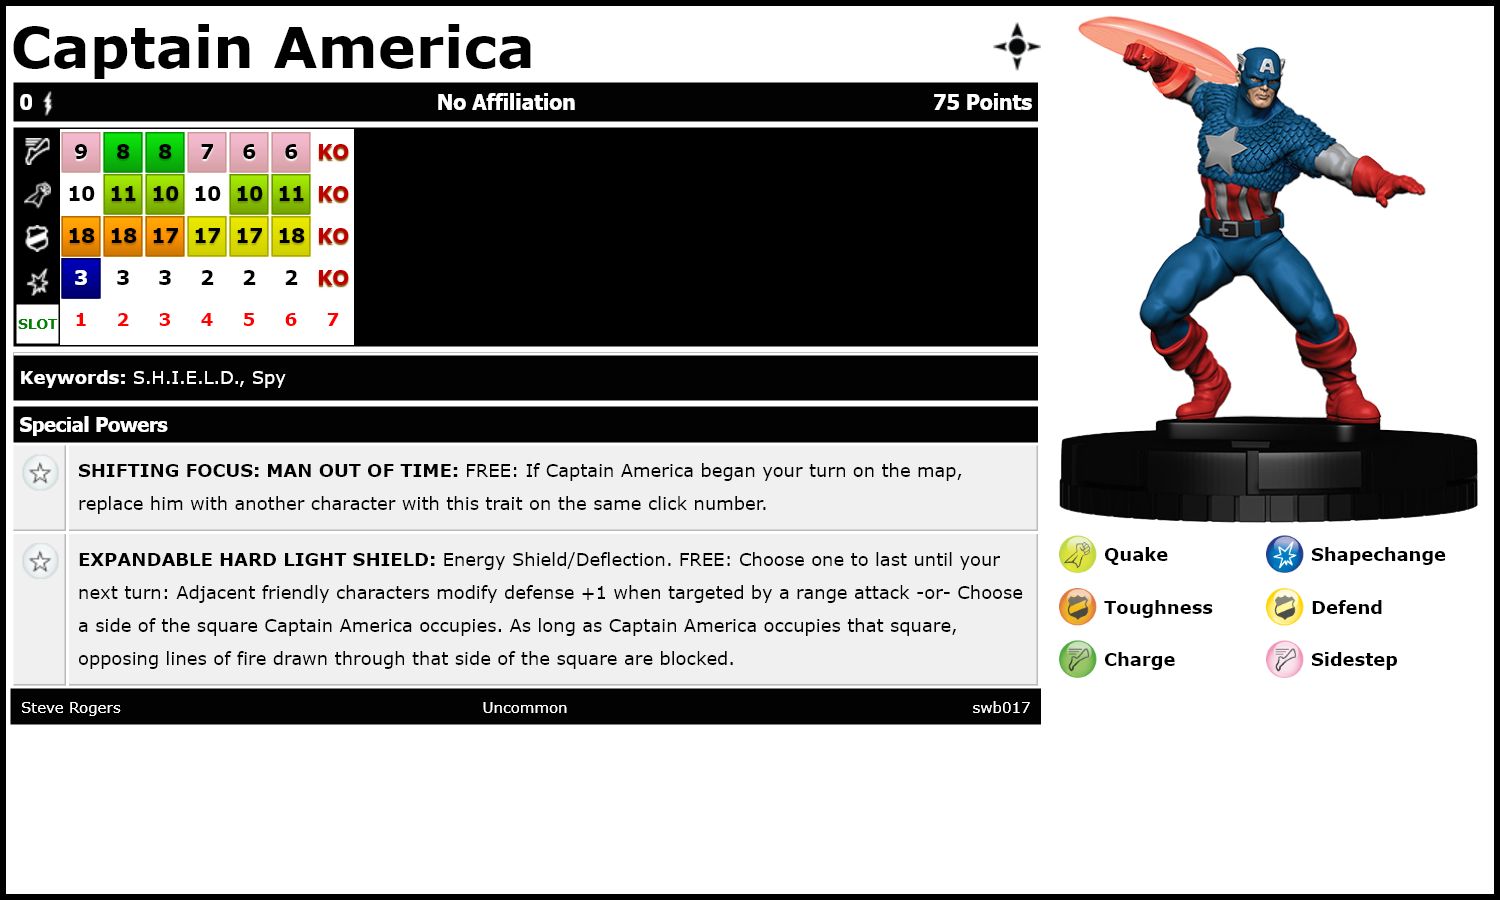 Captain America
0 No Affiliation 75 Points
9 8 8 7 6 6 KO
10 11 10 10 10 11 KO
18 18 17 17 17 18 KO
3 3 3 2 2 2 KO
SLOT 1 2 3 4 5 6 7
Keywords: S.H.I.E.L.D., Spy
Special Powers
SHIFTING FOCUS: MAN OUT OF TIME: FREE: If Captain America began your turn on the map,
replace him with another character with this trait on the same click number.
EXPANDABLE HARD LIGHT SHIELD: Energy Shield/Deflection. FREE: Choose one to last until your
next turn: Adjacent friendly characters modify defense +1 when targeted by a range attack -or- Choose
a side of the square Captain America occupies. As long as Captain America occupies that square,
opposing lines of fire drawn through that side of the square are blocked.
Steve Rogers Uncommon swb017
A
Quake Shapechange
Toughness Defend
Charge Sidestep